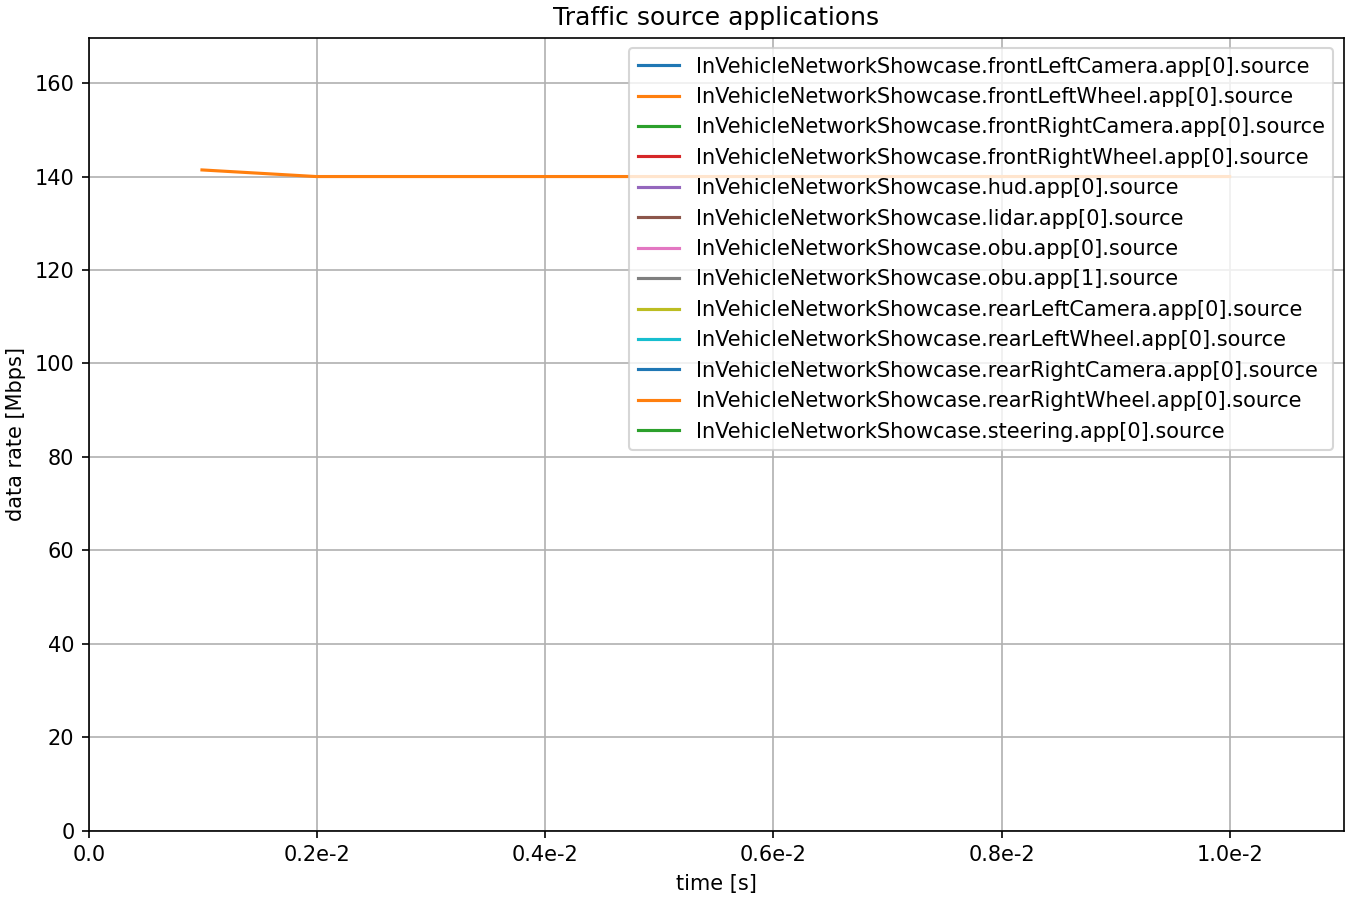 Traffic source applications
160
140
120
100
80
60
40
20
0
data rate [Mbps]
InVehicleNetworkShowcase.frontLeftCamera.app[0].source
InVehicleNetworkShowcase.frontLeftWheel.app[0].source
InVehicleNetworkShowcase.frontRightCamera.app[0].source
InVehicleNetworkShowcase.frontRightWheel.app[0].source
InVehicleNetworkShowcase.hud.app[0].source
InVehicleNetworkShowcase.lidar.app[0].source
InVehicleNetworkShowcase.obu.app[0].source
InVehicleNetworkShowcase.obu.app[1].source
InVehicleNetworkShowcase.rearLeftCamera.app[0].source
InVehicleNetworkShowcase.rearLeftWheel.app[0].source
InVehicleNetworkShowcase.rearRightCamera.app[0].source
InVehicleNetworkShowcase.rearRightWheel.app[0].source
InVehicleNetworkShowcase.steering.app[0].source
0.0 0.2e-2 0.4e-2 0.6e-2 0.8e-2 1.0e-2
time [s]